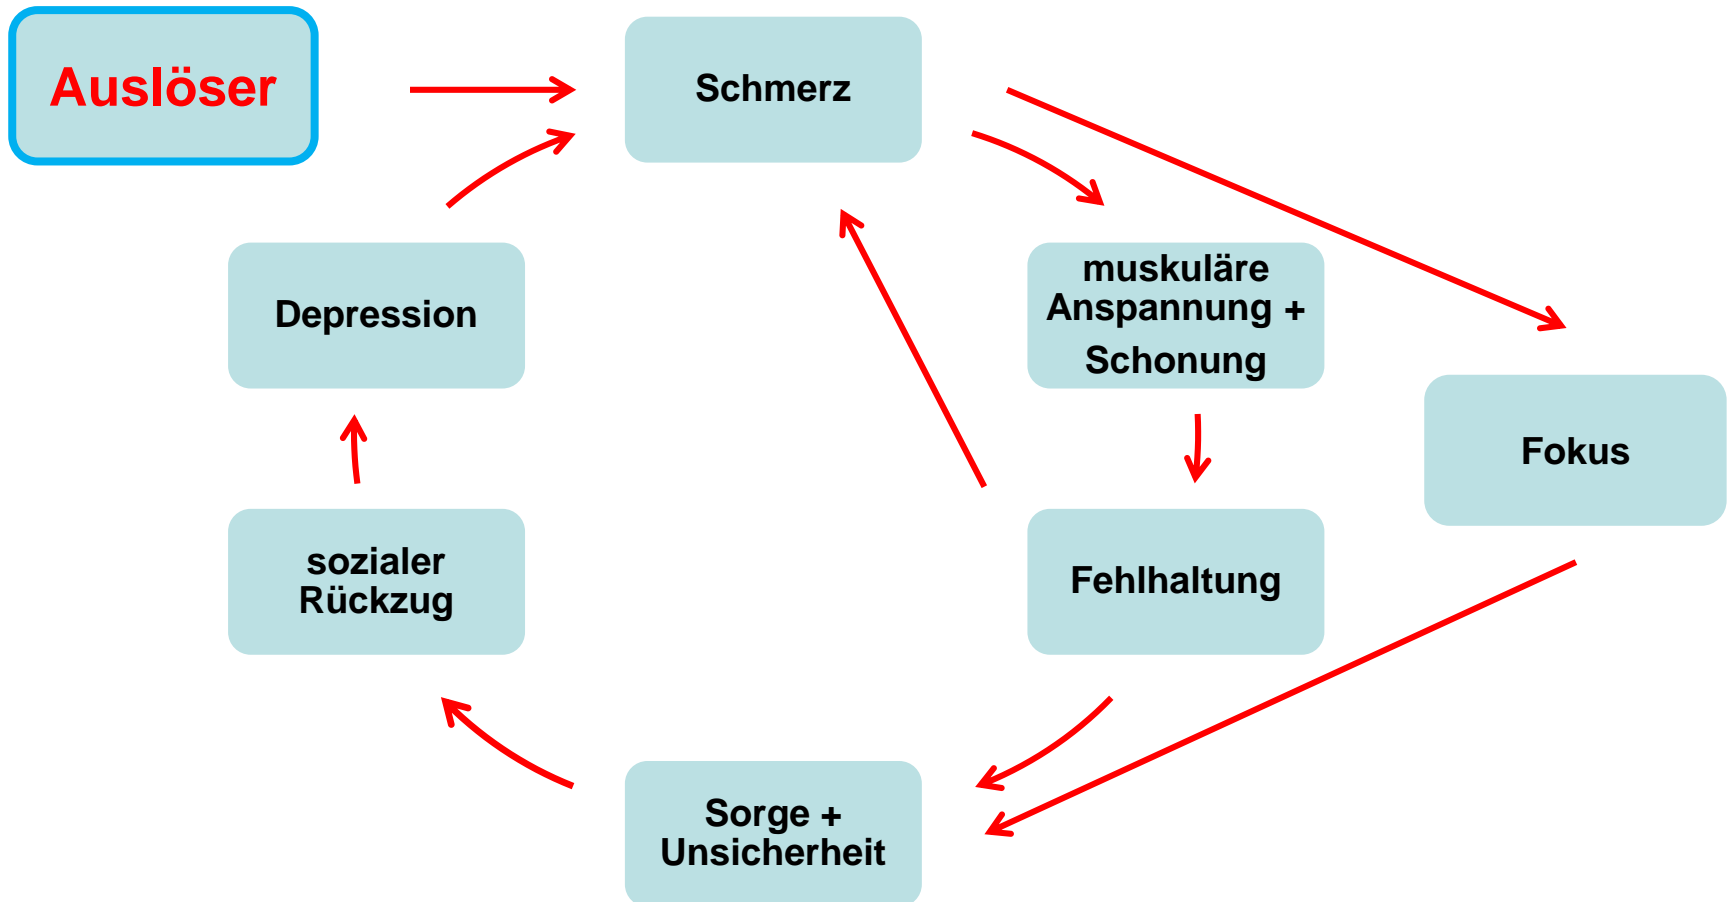 Auslöser
Schmerz
Depression
muskuläre
Anspannung +
Schonung
Fokus
sozialer
Rückzug
Fehlhaltung
Sorge +
Unsicherheit